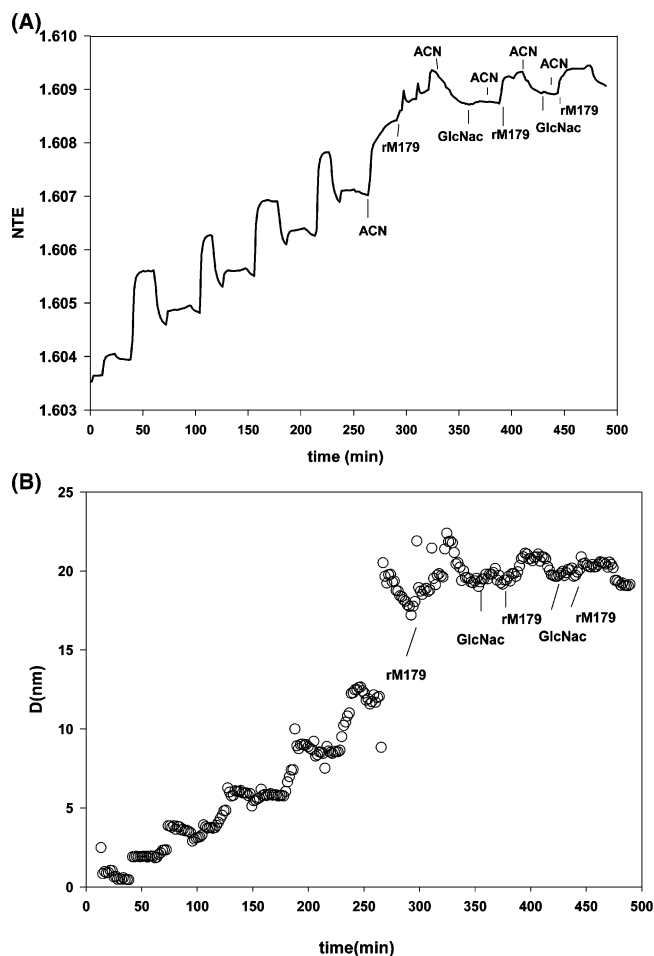 (A)
1.610
1.609
1.608
1.607
1.606
1.605
1.604
1.603
NTE
ACN
ACN
ACN
ACN
rM179
GlcNac
rM179
GlcNac
rM179
ACN
0 50 100 150 200 250 300 350 400 450 500
time (min)
(B)
25
20
15
10
5
0
D(nm)
rM179
GlcNac
rM179
GlcNac
rM179
0 50 100 150 200 250 300 350 400 450 500
time(min)